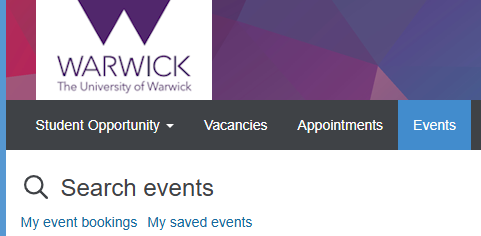 WARWICK
The University of Warwick
Student Opportunity Vacancies Appointments Events
Search events
My event bookings My saved events